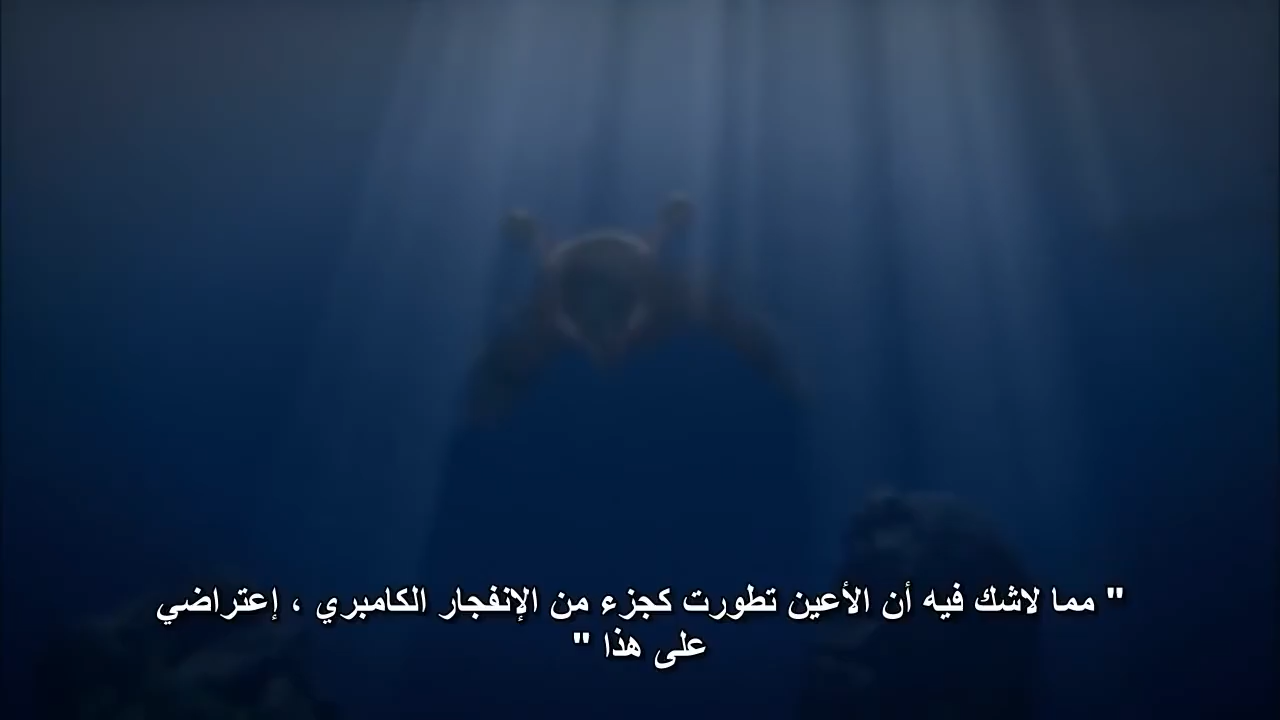 " مما لاشك فيه أن الأعين تطورت كجزء من الإنفجار الكامبري ، إعتراضي
على هذا "